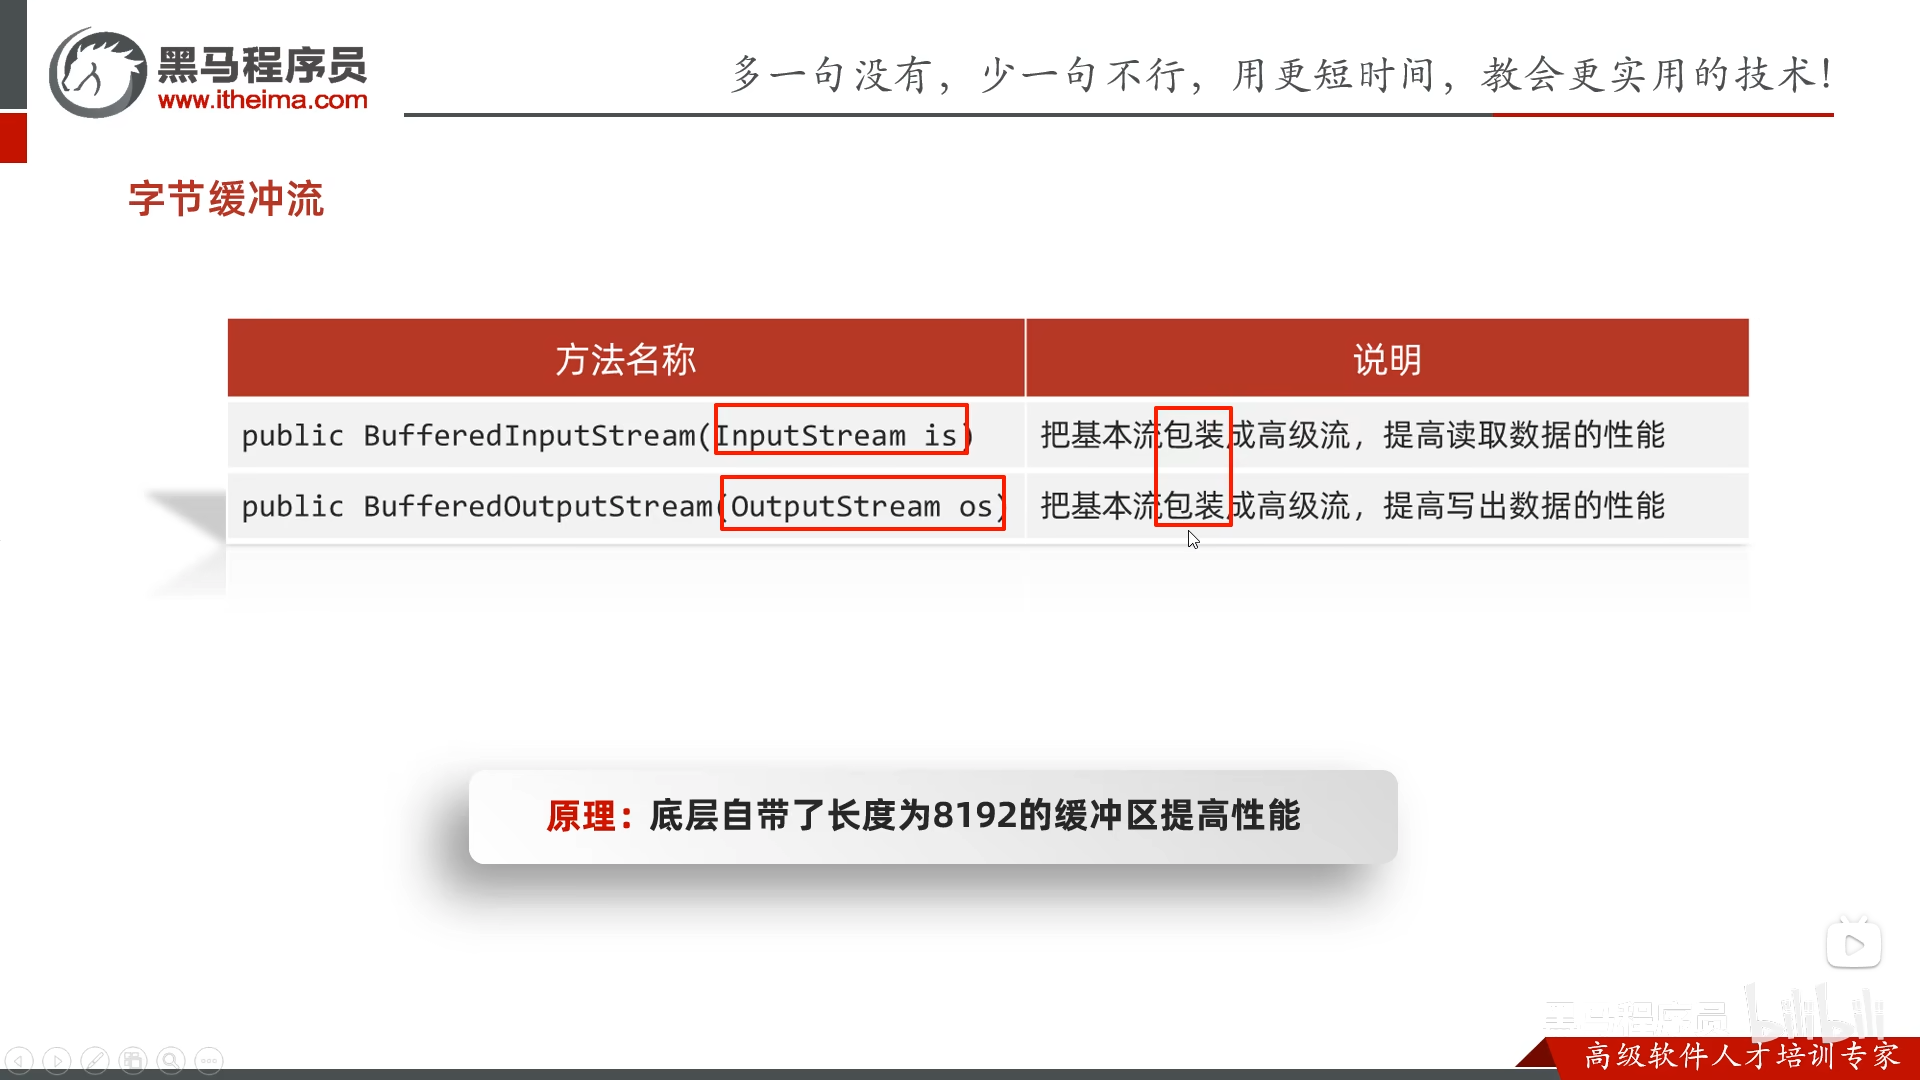 黑马程序员
www.itheima.com
多一句没有，少一句不行，用更短时间，教会更实用的技术！
字节缓冲流
方法名称 说明
public BufferedInputStream(InputStream is) 把基本流包装成高级流，提高读取数据的性能
public BufferedOutputStream(OutputStream os) 把基本流包装成高级流，提高写出数据的性能
原理：底层自带了长度为8192的缓冲区提高性能
黑马程序员 bilibili
高级软件人才培训专家